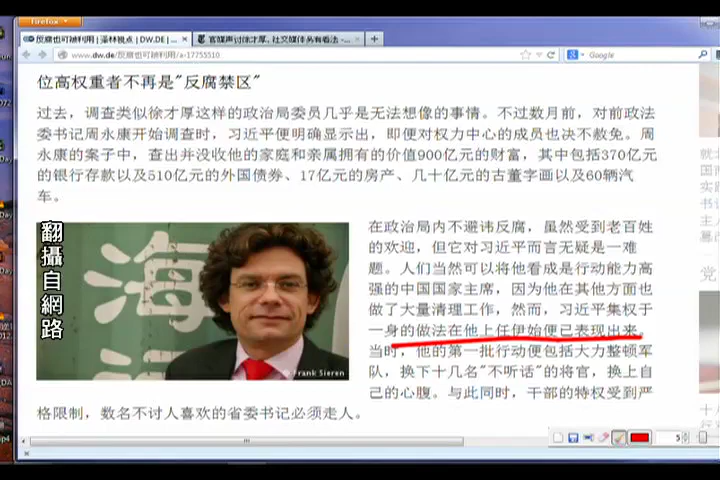 firefox
反腐也可被利用 | 采林視点 | DW.DE | ...
官媒声讨徐才厚、社交媒体另有看法 -...
www.dw.de/反腐也可被利用/a-17755510
Google
位高权重者不再是"反腐禁区"
过去，调查类似徐才厚这样的政治局委员几乎是无法想像的事情。不过数月前，对前政法
委书记周永康开始调查时，习近平便明确显示出，即便对权力中心的成员也决不赦免。周
永康的案子中，查出并没收他的家庭和亲属拥有的价值900亿元的财富，其中包括370亿元
的银行存款以及510亿元的外国债券、17亿元的房产、几十亿元的古董字画以及60辆汽
车。
翻攝自網路
海
© Frank Sieren
在政治局内不避讳反腐，虽然受到老百姓
的欢迎，但它对习近平而言无疑是一难
题。人们当然可以将他看成是行动能力高
强的中国国家主席，因为他在其他方面也
做了大量清理工作，然而，习近平集权于
一身的做法在他上任伊始便已表现出来。
当时，他的第一批行动便包括大力整顿军
队，换下十几名"不听话"的将官，换上自
己的心腹。与此同时，干部的特权受到严
格限制，数名不讨人喜欢的省委书记必须走人。
5